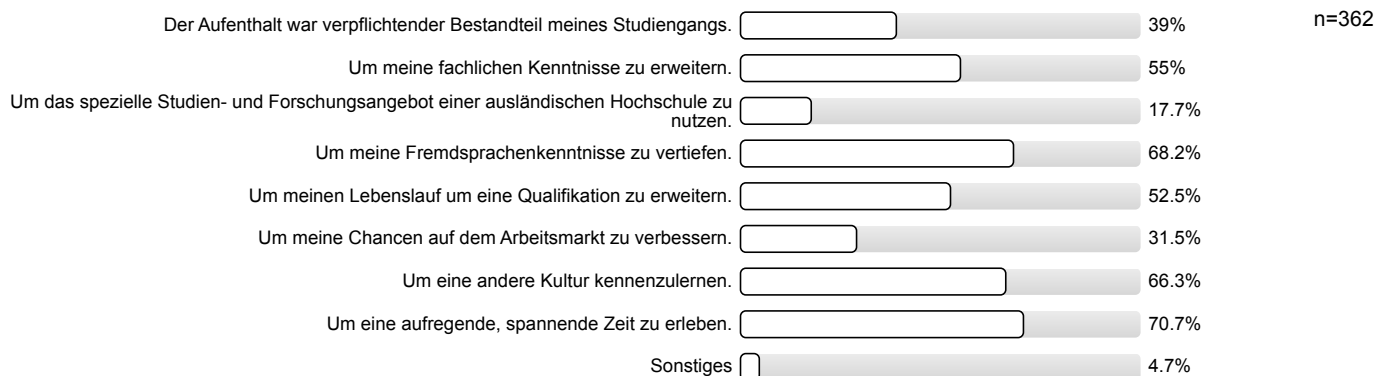 Der Aufenthalt war verpflichtender Bestandteil meines Studiengangs. 39% n=362
Um meine fachlichen Kenntnisse zu erweitern. 55%
Um das spezielle Studien- und Forschungsangebot einer ausländischen Hochschule zu
nutzen. 17.7%
Um meine Fremdsprachenkenntnisse zu vertiefen. 68.2%
Um meinen Lebenslauf um eine Qualifikation zu erweitern. 52.5%
Um meine Chancen auf dem Arbeitsmarkt zu verbessern. 31.5%
Um eine andere Kultur kennenzulernen. 66.3%
Um eine aufregende, spannende Zeit zu erleben. 70.7%
Sonstiges 4.7%